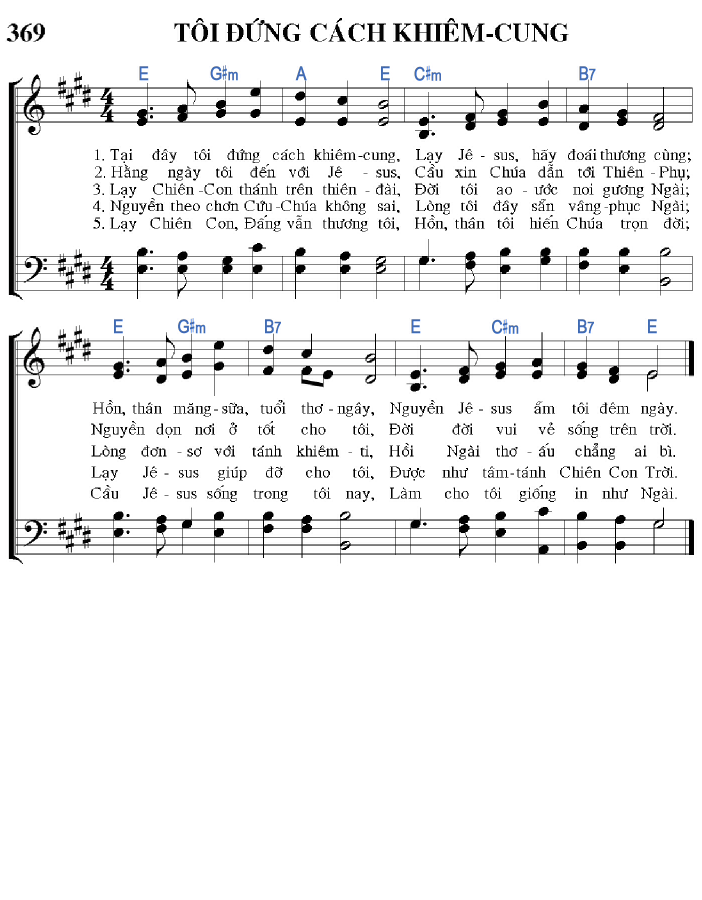 369 TÔI ĐỨNG CÁCH KHIÊM-CUNG
E G#m A E C#m B7
4 4
1. Tại đây tôi đứng cách khiêm-cung, Lạy Jê-sus, hãy đoái thương cùng;
2. Hằng ngày tôi đến với Jê-sus. Cầu xin Chúa dẫn tới Thiên-Phụ;
3. Lạy Chiên-Con thánh trên thiên-đài, Đời tôi ao-ước noi gương Ngài;
4. Nguyền theo chơn Cứu-Chúa không sai, Lòng tôi đây sẵn vâng-phục Ngài;
5. Lạy Chiên Con, Đấng vẫn thương tôi, Hồn, thân tôi hiến Chúa trọn đời;
4 4
E G#m B7 E C#m B7 E
Hồn, thân măng-sữa, tuổi thơ-ngây, Nguyền Jê-sus ẵm tôi đêm ngày.
Nguyền dọn nơi ở tốt cho tôi, Đời đời vui vẻ sống trên trời.
Lòng đơn-sơ với tánh khiêm-ti, Hồi Ngài thơ-ấu chẳng ai bì.
Lạy Jê-sus giúp đỡ cho tôi, Được như tâm-tánh Chiên Con Trời.
Cầu Jê-sus sống trong tôi nay, Làm cho tôi giống in như Ngài.